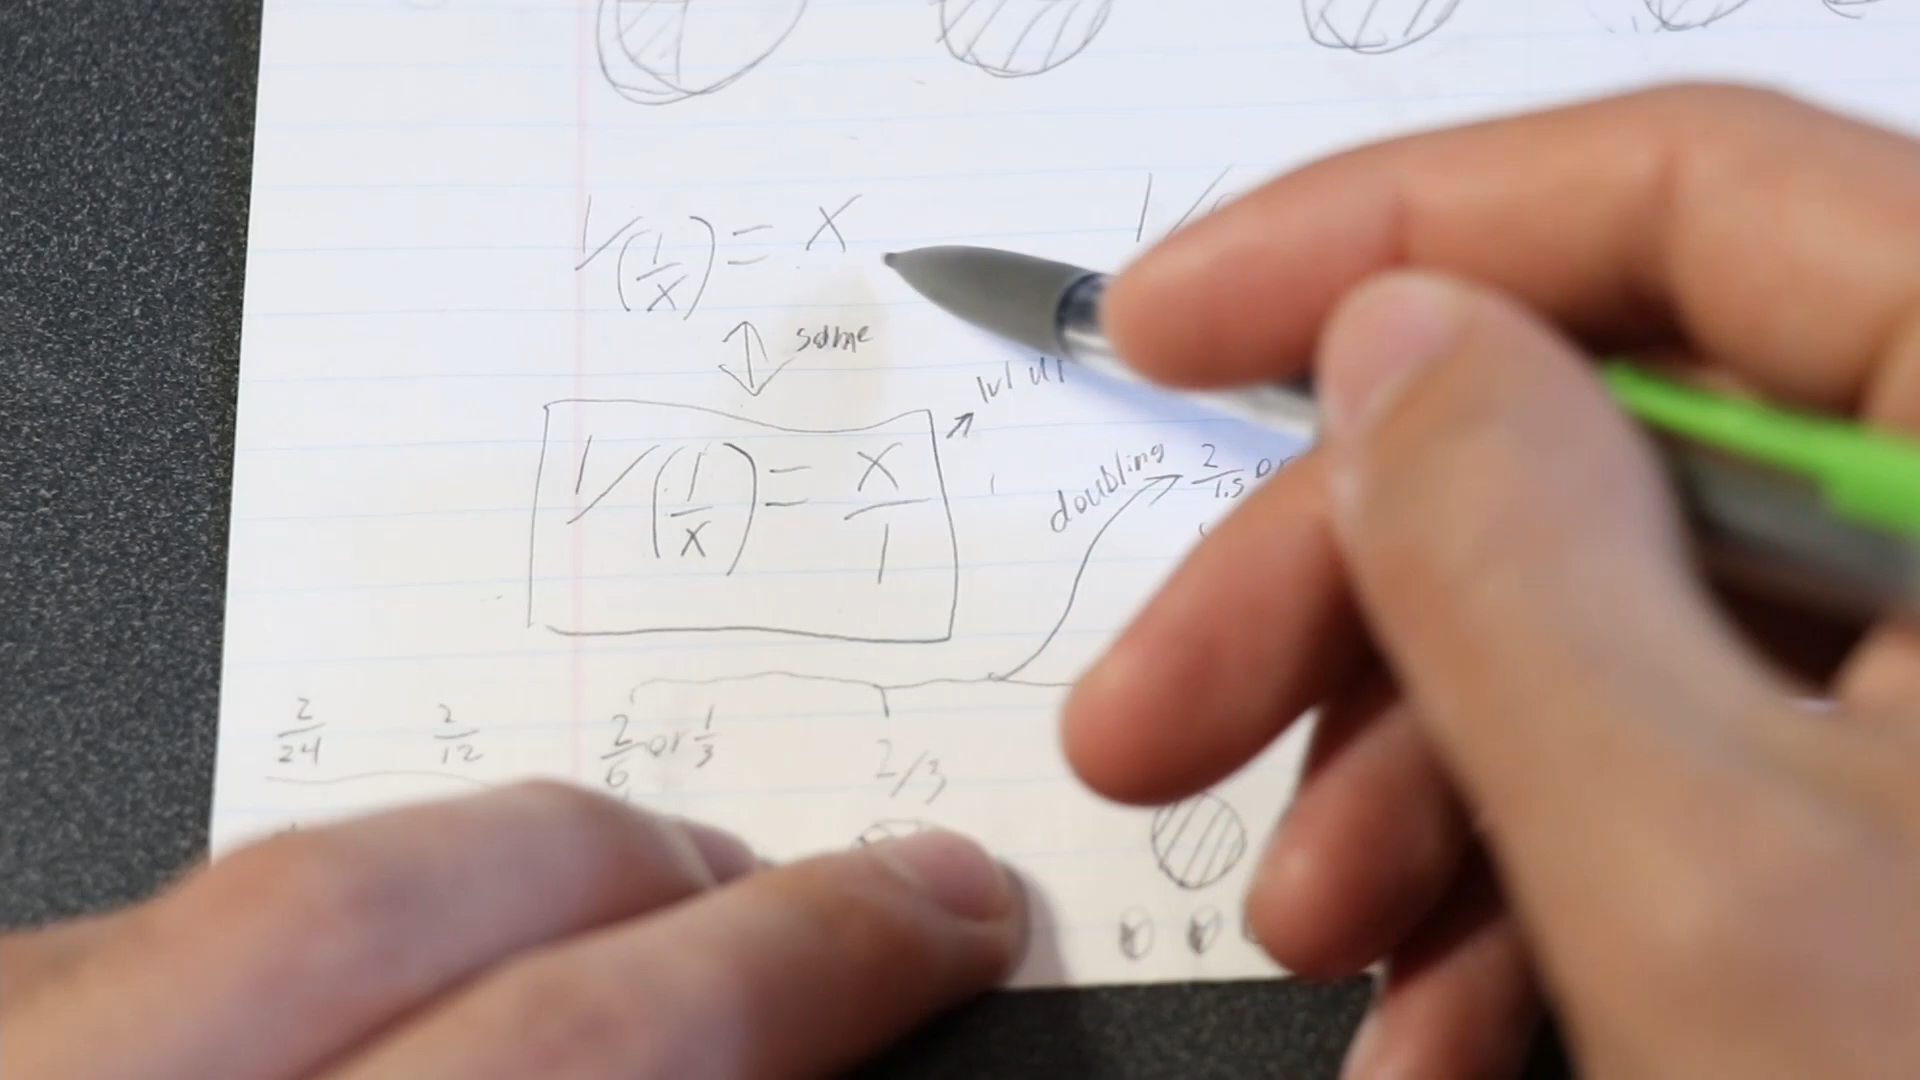 1/(1/x) = x
same
lvl
1/(1/x) = x/1
doubling
2/1.5
2/24 2/12 2/6 or 1/3 2/3